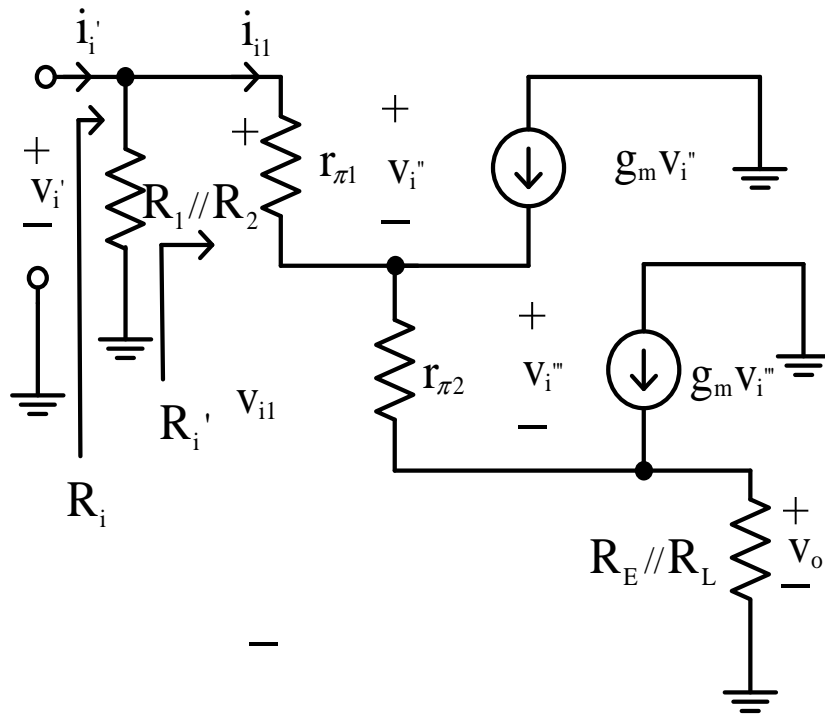 i_i'
i_i1
+
v_i'
−
R_1//R_2
+
r_π1
+
v_i"
−
g_m v_i"
R_i
R_i'
v_i1
r_π2
+
v_i'''
−
g_m v_i'''
R_E//R_L
+
v_o
−
−